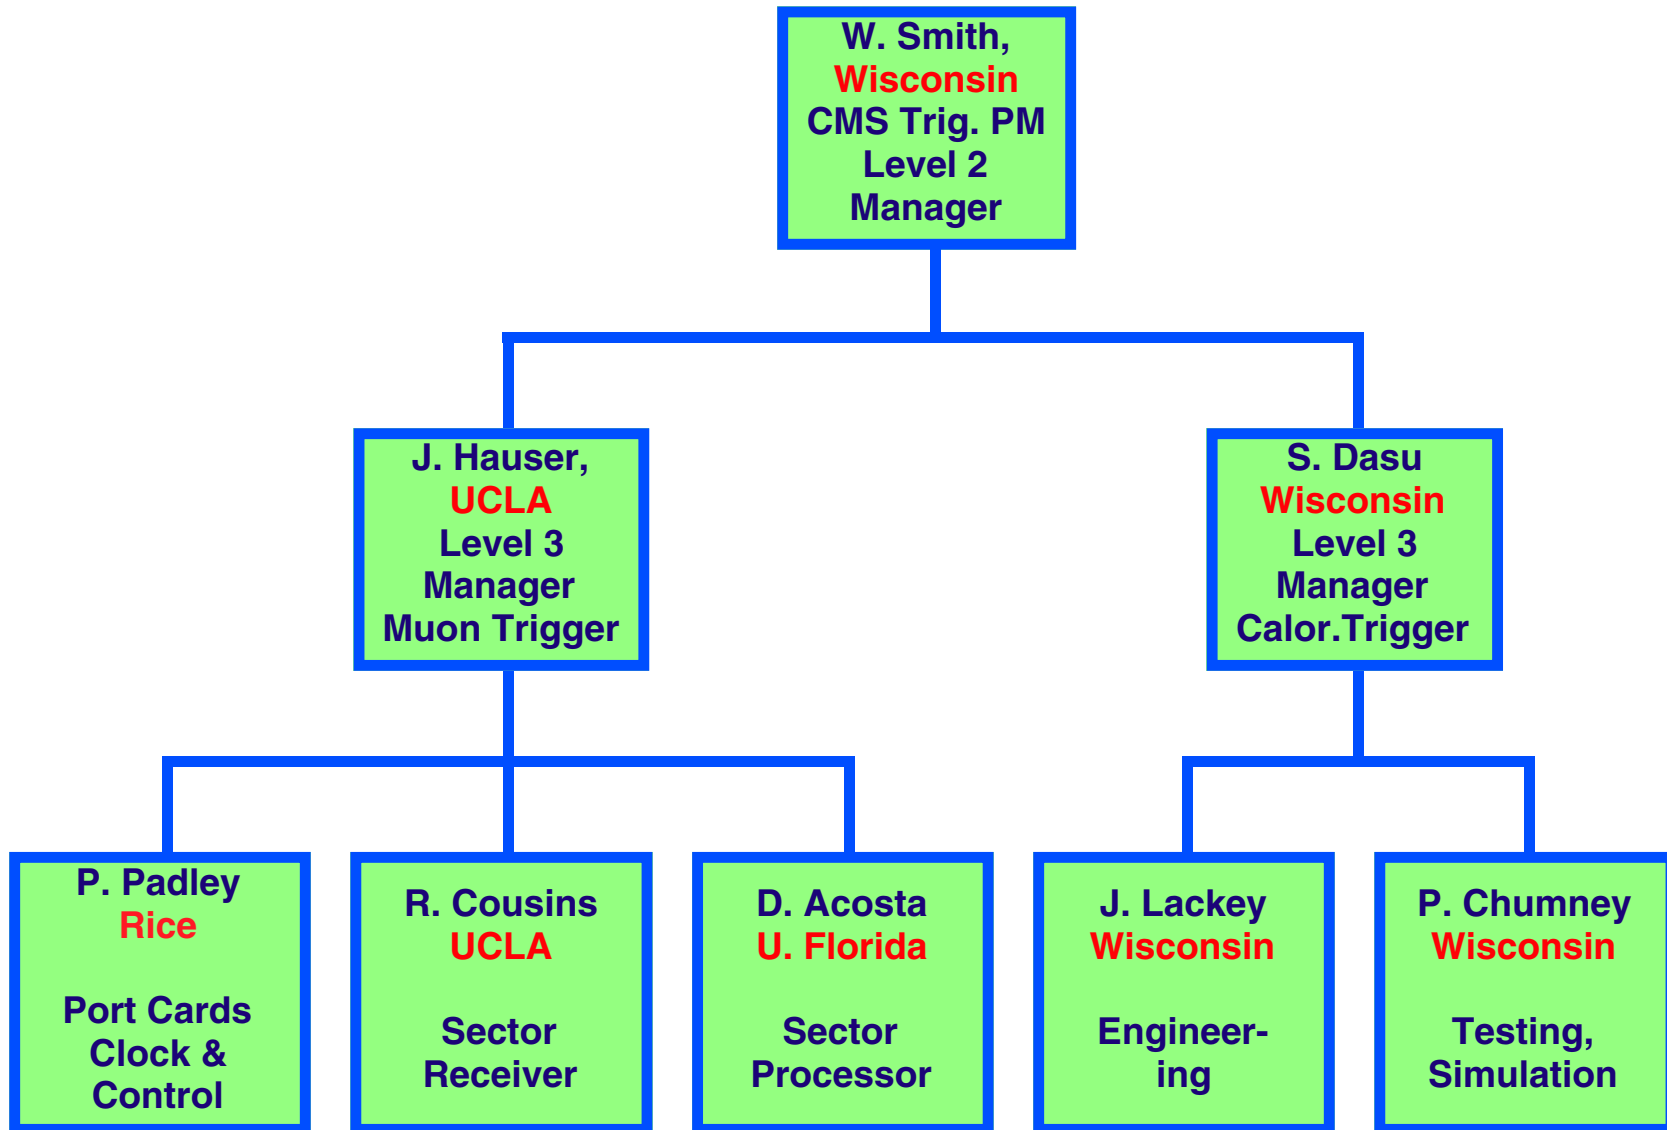 W. Smith,
Wisconsin
CMS Trig. PM
Level 2
Manager
J. Hauser,
UCLA
Level 3
Manager
Muon Trigger
S. Dasu
Wisconsin
Level 3
Manager
Calor.Trigger
P. Padley
Rice
Port Cards
Clock &
Control
R. Cousins
UCLA
Sector
Receiver
D. Acosta
U. Florida
Sector
Processor
J. Lackey
Wisconsin
Engineer-
ing
P. Chumney
Wisconsin
Testing,
Simulation